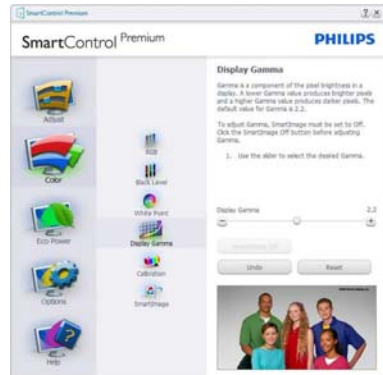 SmartControl Premium
SmartControl Premium
PHILIPS
Adjust
Color
Eco Power
Options
Help
RGB
Black Level
White Point
Display Gamma
Calibration
SmartImage
Display Gamma
Gamma is a component of the pixel brightness in a
display. A lower Gamma value produces brighter pixels
and a higher Gamma value produces darker pixels. The
default value for Gamma is 2.2.
To adjust Gamma, SmartImage must be set to Off.
Click the SmartImage Off button before adjusting
Gamma.
1. Use the slider to select the desired Gamma.
Display Gamma 2.2
SmartImage Off
Undo
Reset